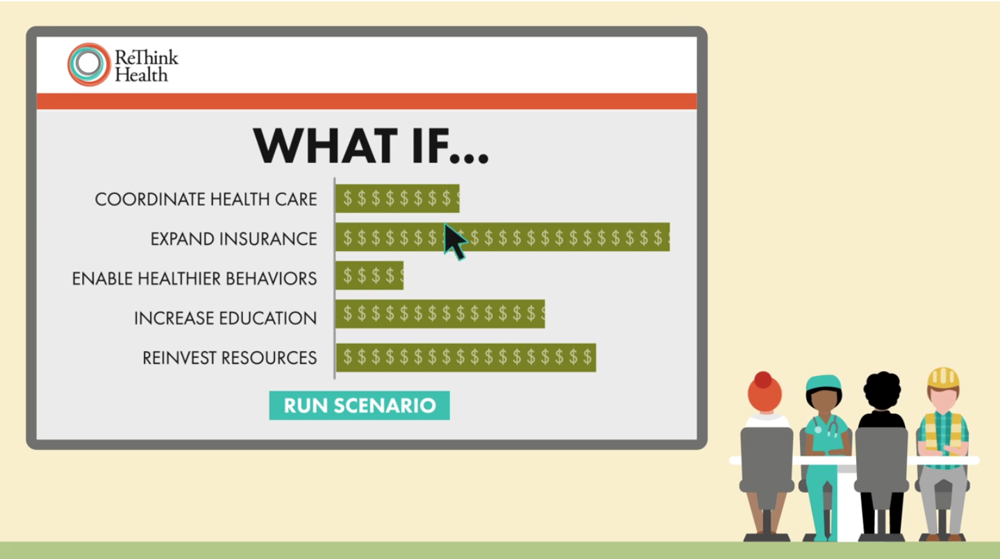 ReThink
Health
WHAT IF...
COORDINATE HEALTH CARE
$ $ $ $ $ $ $ $ $
EXPAND INSURANCE
$ $ $ $ $ $ $ $ $ $ $ $ $ $ $ $ $ $ $ $ $ $ $
ENABLE HEALTHIER BEHAVIORS
$ $ $ $ $
INCREASE EDUCATION
$ $ $ $ $ $ $ $ $ $ $ $ $ $ $
REINVEST RESOURCES
$ $ $ $ $ $ $ $ $ $ $ $ $ $ $ $ $ $
RUN SCENARIO